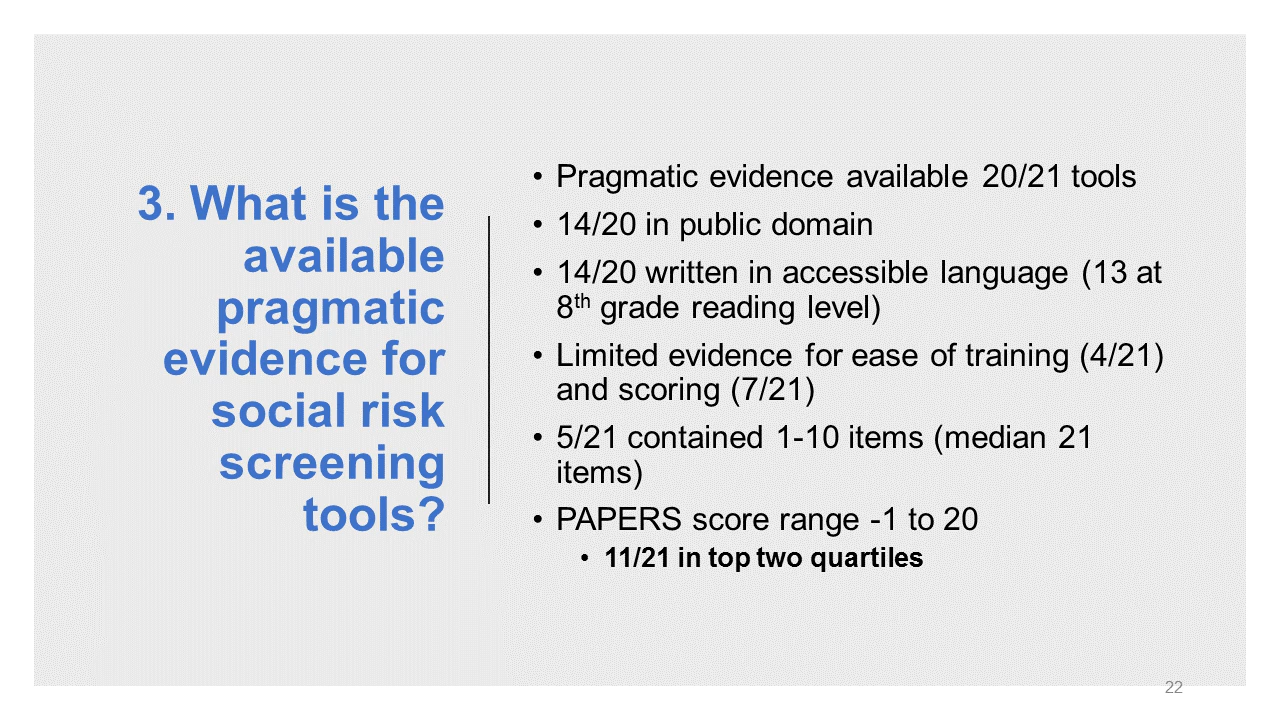 3. What is the
available
pragmatic
evidence for
social risk
screening
tools?
• Pragmatic evidence available 20/21 tools
• 14/20 in public domain
• 14/20 written in accessible language (13 at
8th grade reading level)
• Limited evidence for ease of training (4/21)
and scoring (7/21)
• 5/21 contained 1-10 items (median 21
items)
• PAPERS score range -1 to 20
• 11/21 in top two quartiles
22